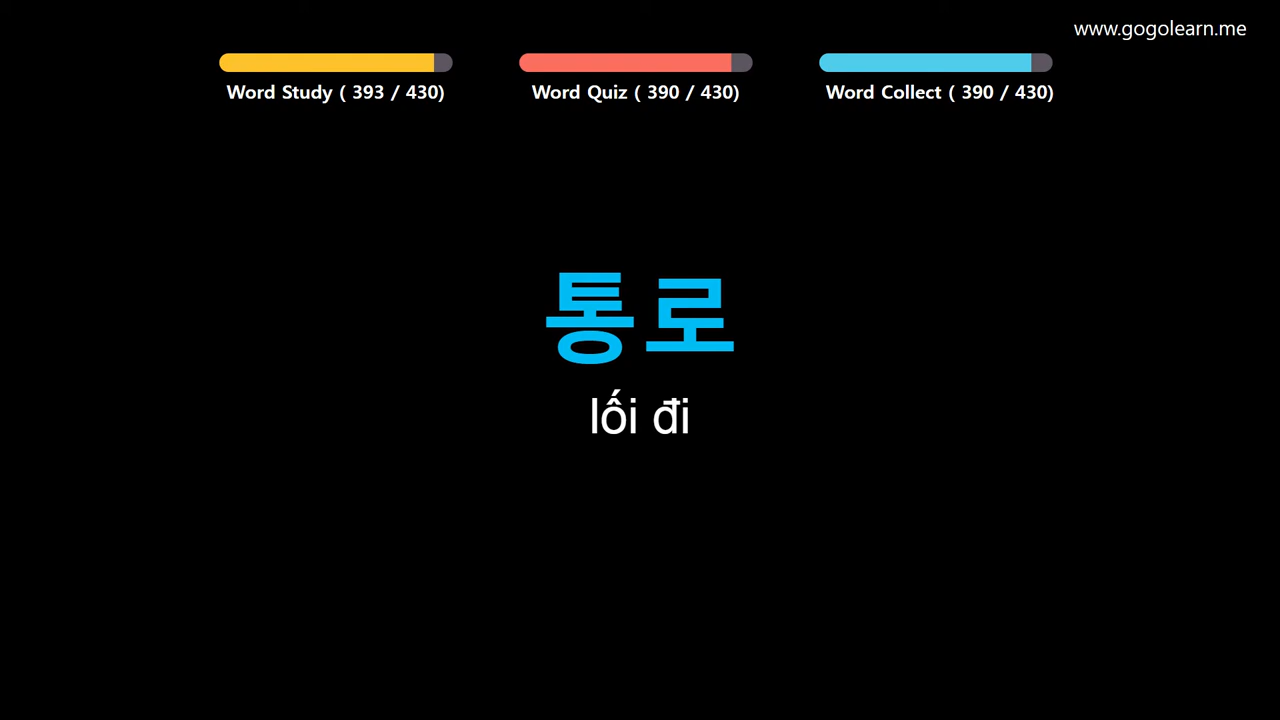 www.gogolearn.me
Word Study ( 393 / 430)
Word Quiz ( 390 / 430)
Word Collect ( 390 / 430)
통로
lối đi